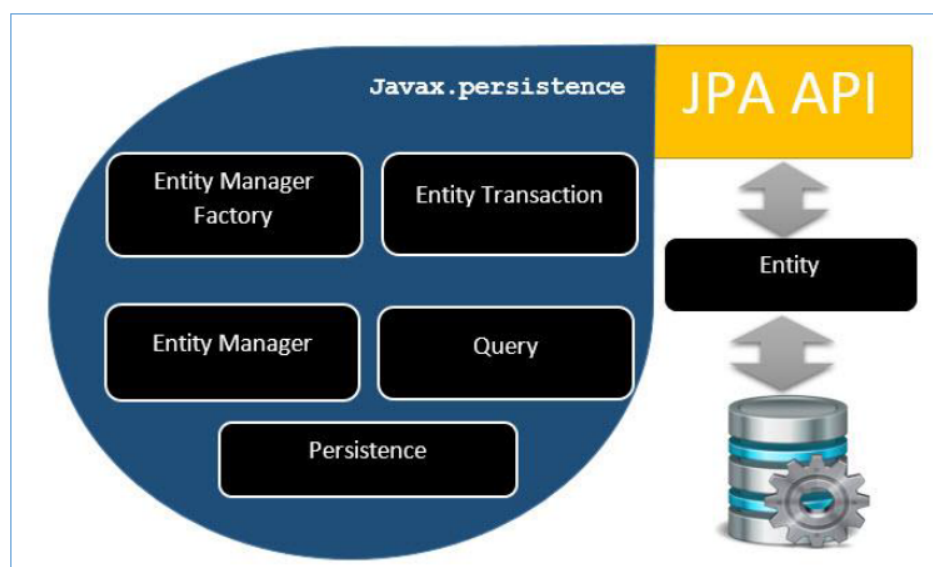 Javax.persistence
JPA API
Entity Manager
Factory
Entity Transaction
Entity
Entity Manager
Query
Persistence